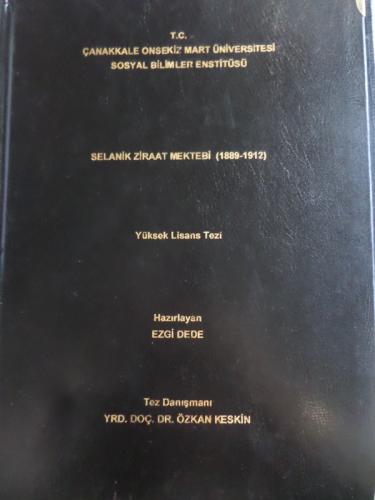 T.C.
ÇANAKKALE ONSEKİZ MART ÜNİVERSİTESİ
SOSYAL BİLİMLER ENSTİTÜSÜ
SELANİK ZİRAAT MEKTEBİ (1889-1912)
Yüksek Lisans Tezi
Hazırlayan
EZGİ DEDE
Tez Danışmanı
YRD. DOÇ. DR. ÖZKAN KESKİN